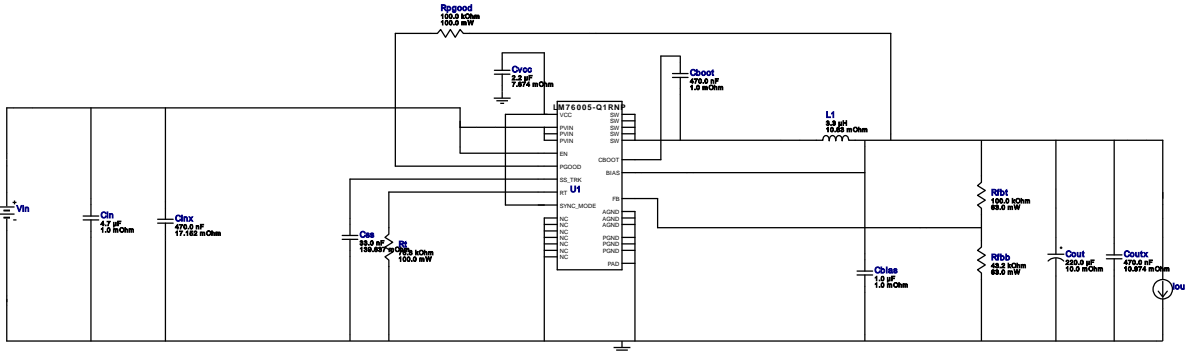 Rpgood
100.0 kOhm
100.0 mW
Cvcc
2.2 µF
7.874 mOhm
Cboot
470.0 nF
1.0 mOhm
LM76005-Q1RNP
VCC
PVIN
PVIN
PVIN
EN
PGOOD
SS_TRK
RT
SYNC_MODE
NC
NC
NC
NC
NC
NC
NC
U1
SW
SW
SW
SW
SW
CBOOT
BIAS
FB
AGND
AGND
AGND
PGND
PGND
PGND
PAD
L1
3.3 µH
10.63 mOhm
Vin
+
-
Cin
4.7 µF
1.0 mOhm
Cinx
470.0 nF
17.152 mOhm
Css
33.0 nF
Rt
100.0 mW
Cbias
1.0 µF
1.0 mOhm
Rfbt
100.0 kOhm
63.0 mW
Rfbb
43.2 kOhm
63.0 mW
Cout
220.0 µF
10.0 mOhm
Coutx
470.0 nF
10.874 mOhm
Iou